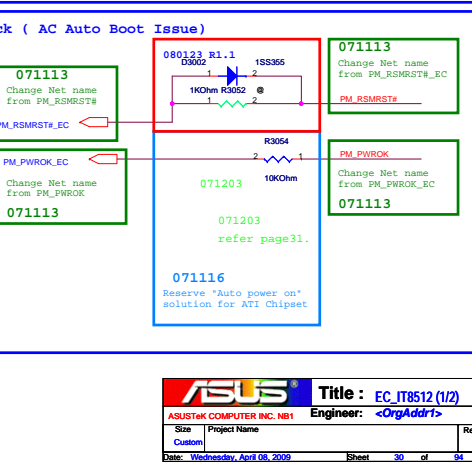 ck ( AC Auto Boot Issue)
071113
Change Net name
from PM_RSMRST#
PM_RSMRST#_EC
080123 R1.1
D3002
1SS355
1
2
1KOhm R3052 @
1
2
071113
Change Net name
from PM_RSMRST#_EC
PM_RSMRST#
PM_PWROK_EC
Change Net name
from PM_PWROK
071113
R3054
2
1
10KOhm
PM_PWROK
Change Net name
from PM_PWROK_EC
071113
071203
071203
refer page31.
071116
Reserve "Auto power on"
solution for ATI Chipset
ASUS
Title : EC_IT8512 (1/2)
ASUSTeK COMPUTER INC. NB1
Engineer: <OrgAddr1>
Size Project Name Re
Custom
Date: Wednesday, April 08, 2009 Sheet 30 of 94